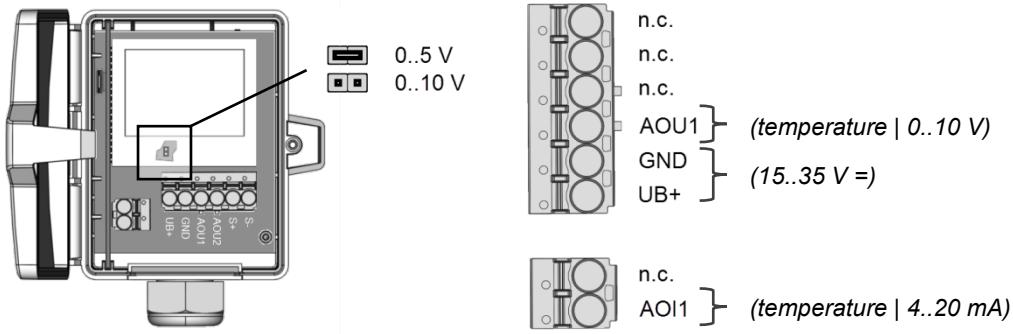 0..5 V
0..10 V
UB+
GND
AOU1
AOU2
S+
S-
n.c.
n.c.
n.c.
AOU1 (temperature | 0..10 V)
GND
(15..35 V =)
UB+
n.c.
AOI1 (temperature | 4..20 mA)